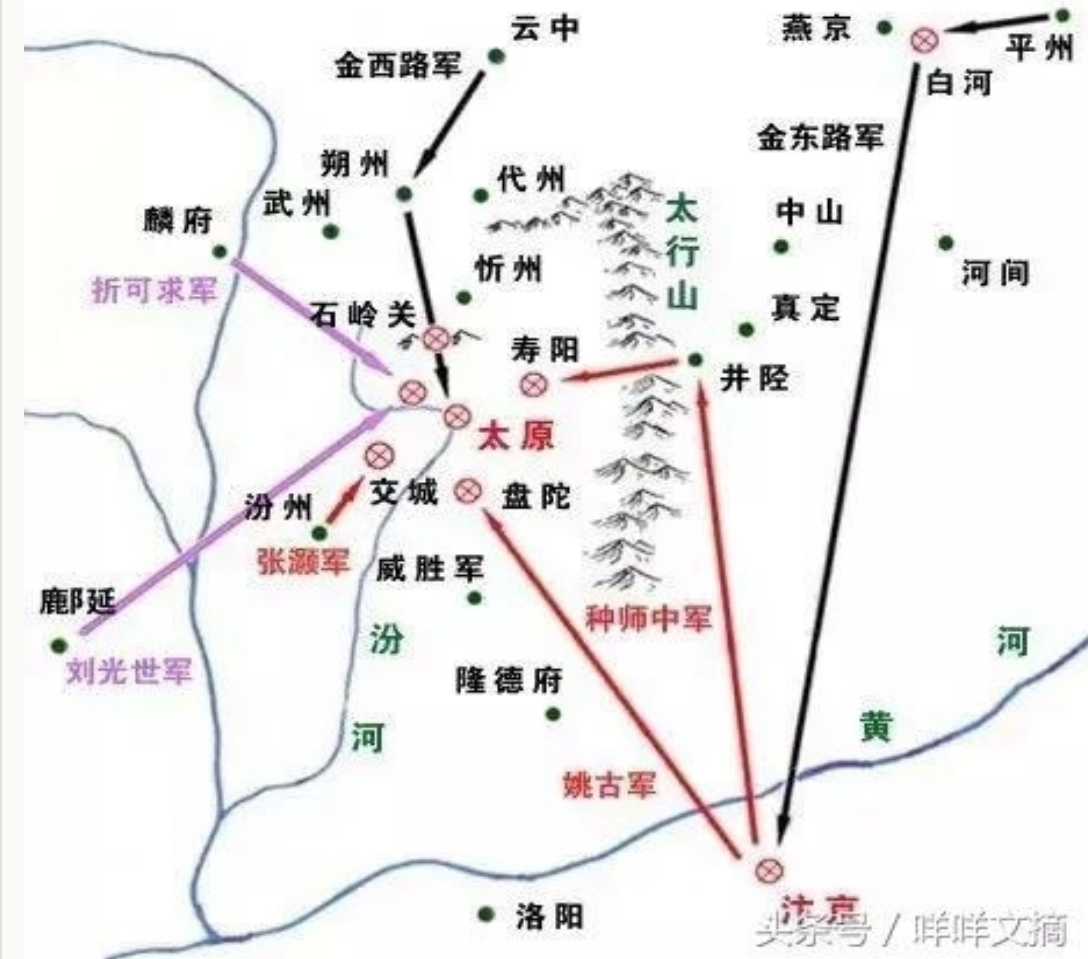 云中
燕京
平州
金西路军
白河
金东路军
朔州
代州
武州
太行山
中山
麟府
忻州
河间
折可求军
石岭关
真定
寿阳
井陉
太原
交城
盘陀
汾州
张灏军
威胜军
鄜延
种师中军
汾河
刘光世军
隆德府
黄河
姚古军
洛阳
汴京
头条号 / 咩咩文摘